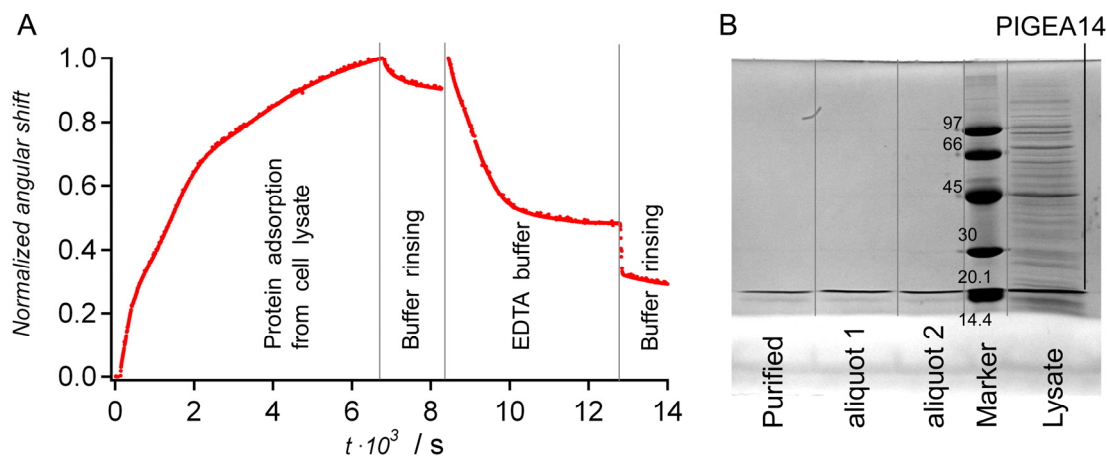 A
Normalized angular shift
1.0
0.8
0.6
0.4
0.2
0.0
Protein adsorption
from cell lysate
Buffer rinsing
EDTA buffer
Buffer rinsing
0
2
4
6
8
10
12
14
t·10³ / s
B
PIGEA14
97
66
45
30
20.1
14.4
Purified
aliquot 1
aliquot 2
Marker
Lysate